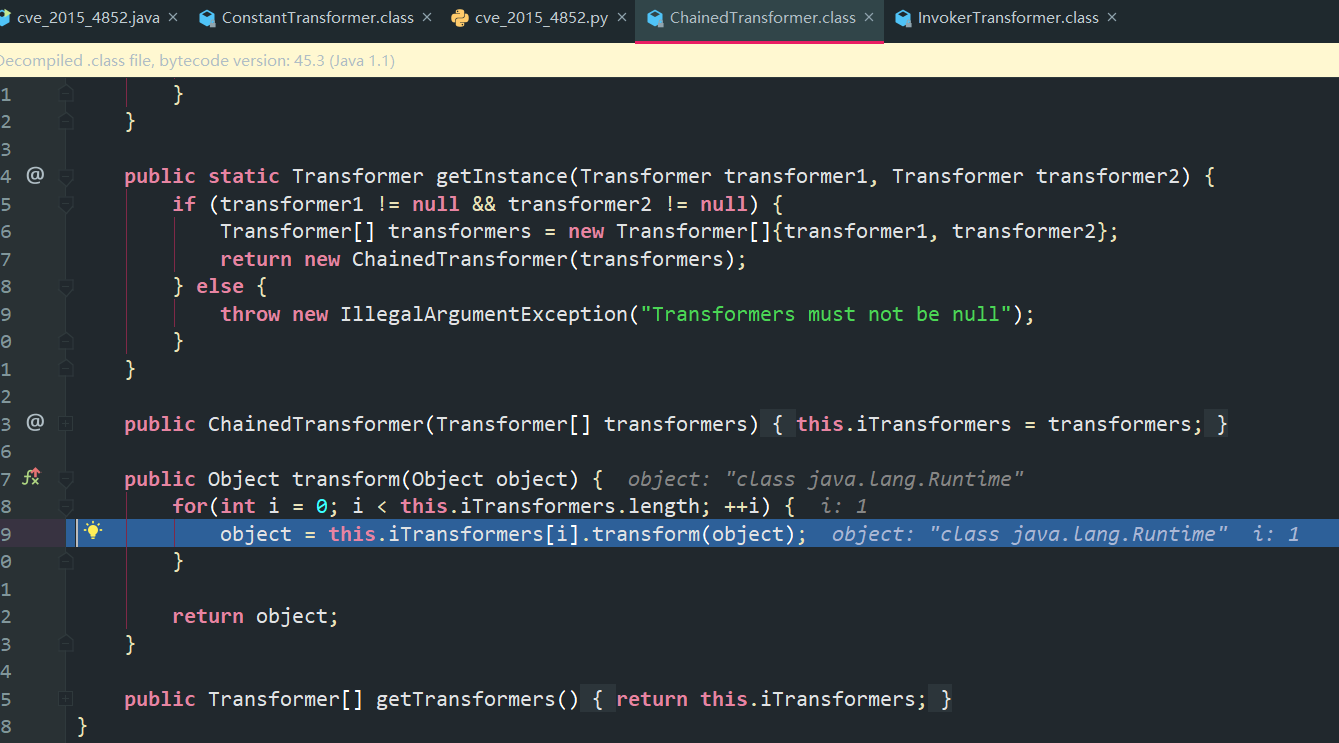 cve_2015_4852.java × ConstantTransformer.class × cve_2015_4852.py × ChainedTransformer.class × InvokerTransformer.class ×
Decompiled .class file, bytecode version: 45.3 (Java 1.1)
1 }
2 }
3
4 @ public static Transformer getInstance(Transformer transformer1, Transformer transformer2) {
5 if (transformer1 != null && transformer2 != null) {
6 Transformer[] transformers = new Transformer[]{transformer1, transformer2};
7 return new ChainedTransformer(transformers);
8 } else {
9 throw new IllegalArgumentException("Transformers must not be null");
0 }
1 }
2
3 @ public ChainedTransformer(Transformer[] transformers) { this.iTransformers = transformers; }
6
7 public Object transform(Object object) { object: "class java.lang.Runtime"
8 for(int i = 0; i < this.iTransformers.length; ++i) { i: 1
9 object = this.iTransformers[i].transform(object); object: "class java.lang.Runtime" i: 1
0 }
1
2 return object;
3 }
4
5 public Transformer[] getTransformers() { return this.iTransformers; }
8 }